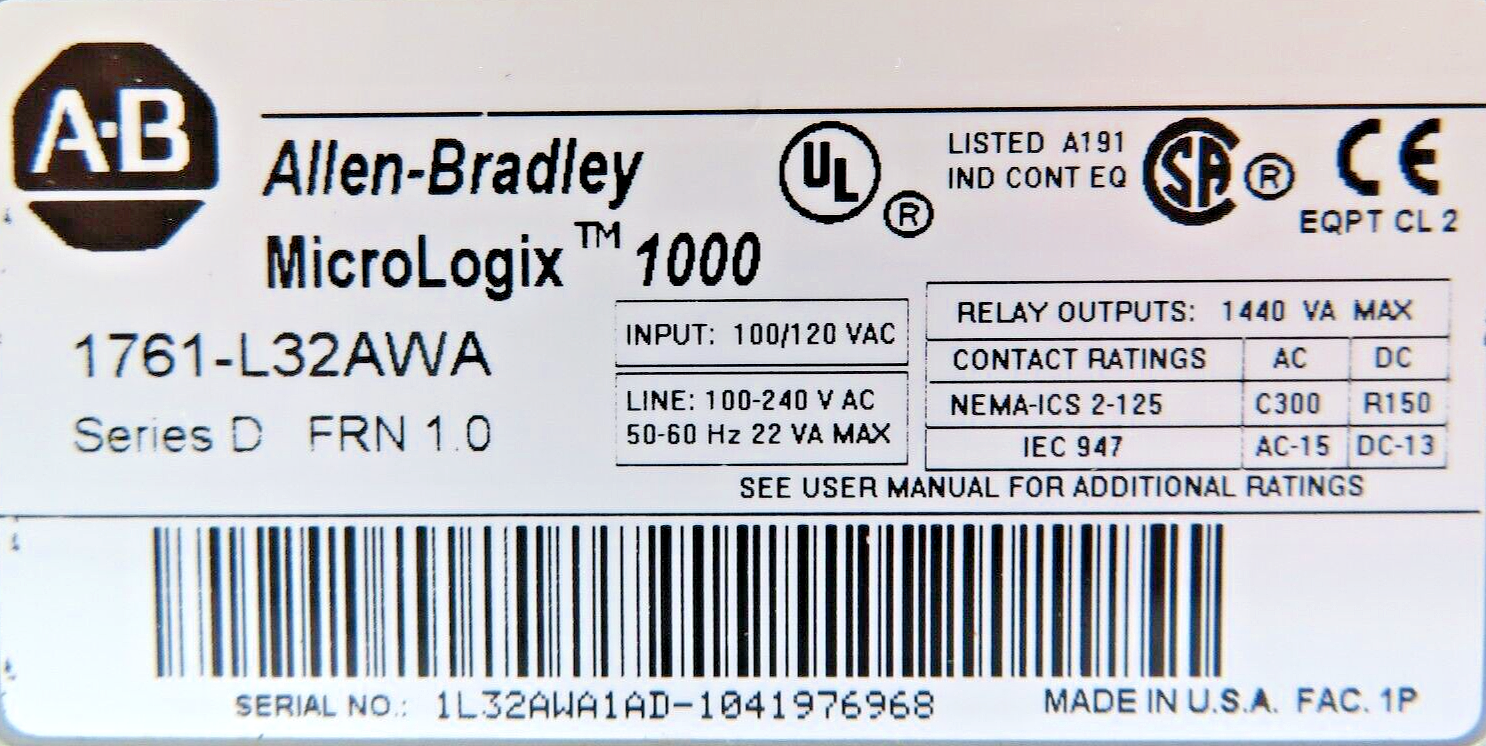 A·B
Allen-Bradley
MicroLogix™ 1000
1761-L32AWA
Series D FRN 1.0
UL ®
LISTED A191
IND CONT EQ
SA ®
CE
EQPT CL 2
INPUT: 100/120 VAC
LINE: 100-240 V AC
50-60 Hz 22 VA MAX
RELAY OUTPUTS: 1440 VA MAX
CONTACT RATINGS AC DC
NEMA-ICS 2-125 C300 R150
IEC 947 AC-15 DC-13
SEE USER MANUAL FOR ADDITIONAL RATINGS
SERIAL NO.: 1L32AWA1AD-1041976968
MADE IN U.S.A. FAC. 1P